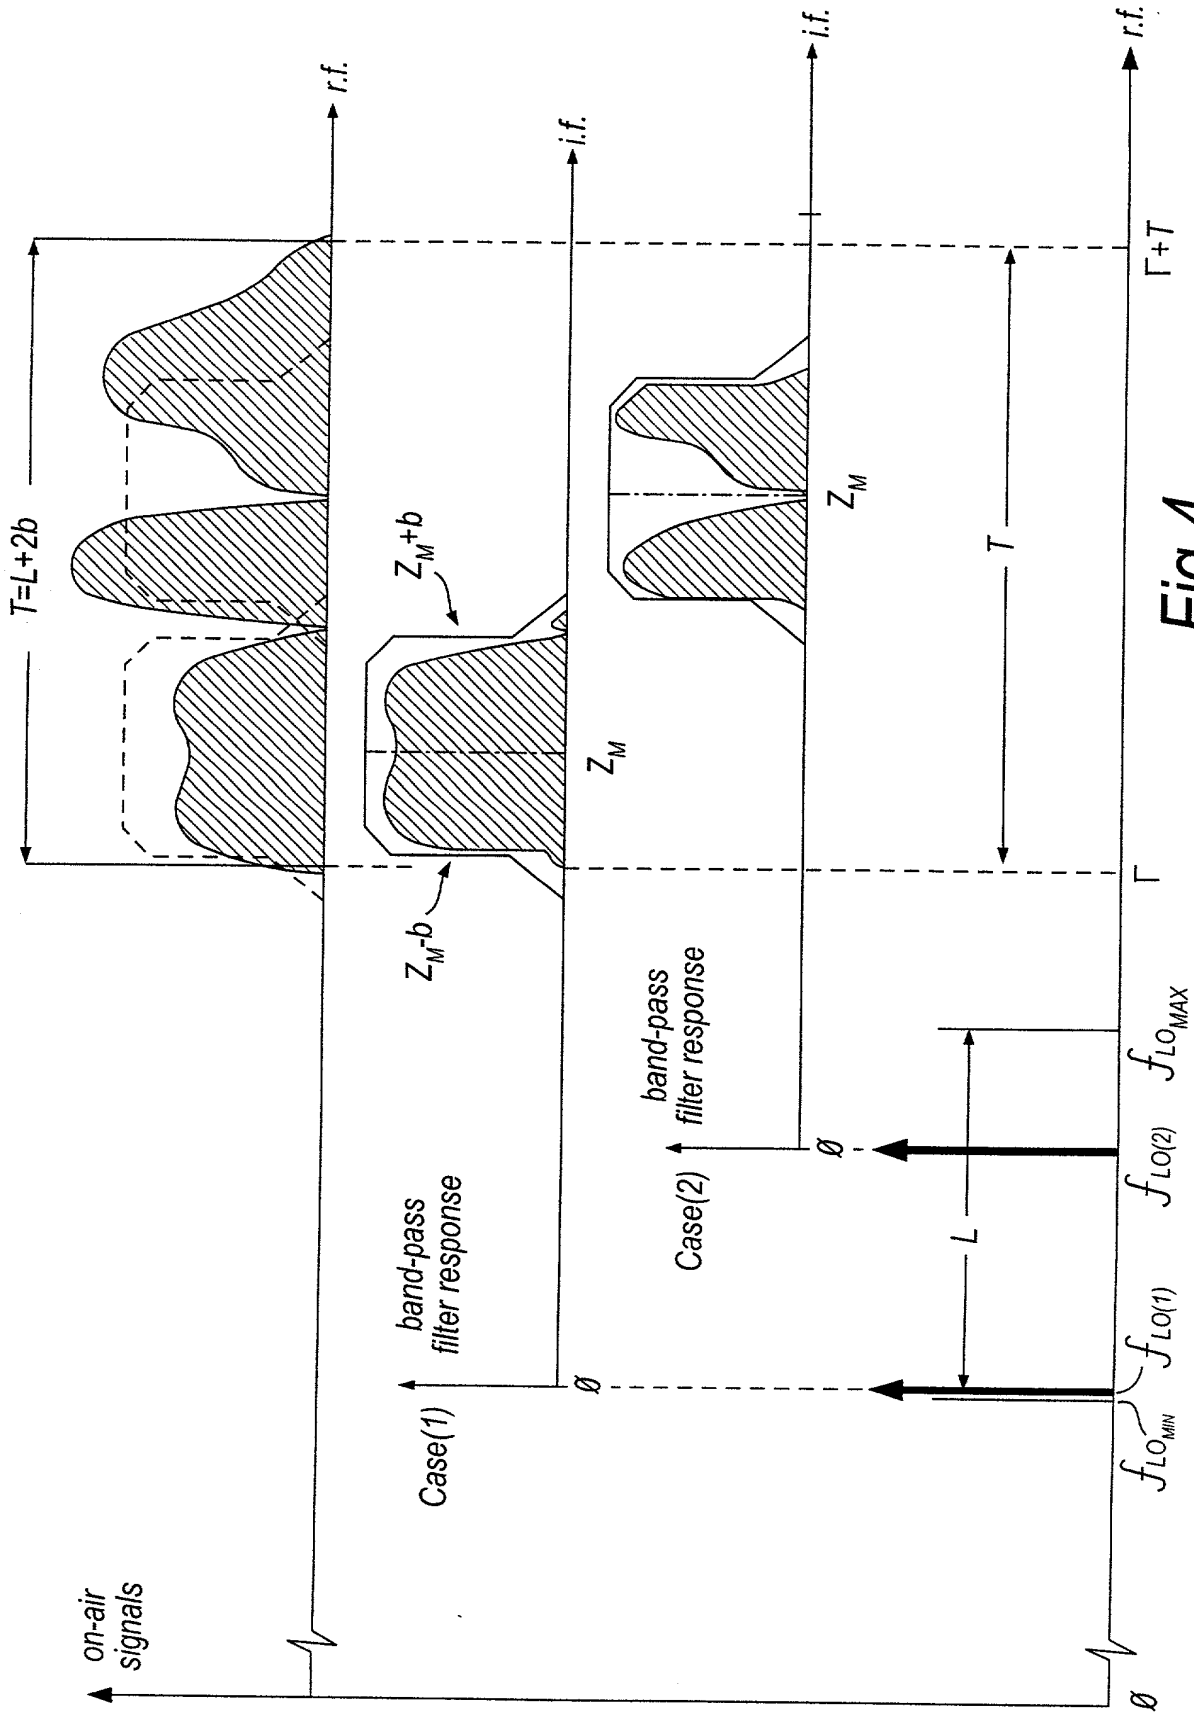 on-air
signals
T=L+2b
r.f.
Case(1)
band-pass
filter response
Z_M-b
Z_M+b
i.f.
Ø
Z_M
Case(2)
band-pass
filter response
i.f.
Ø
Z_M
L
T
r.f.
Ø
f_LO_MIN
f_LO(1)
f_LO(2)
f_LO_MAX
Γ
Γ+T
Fig.4